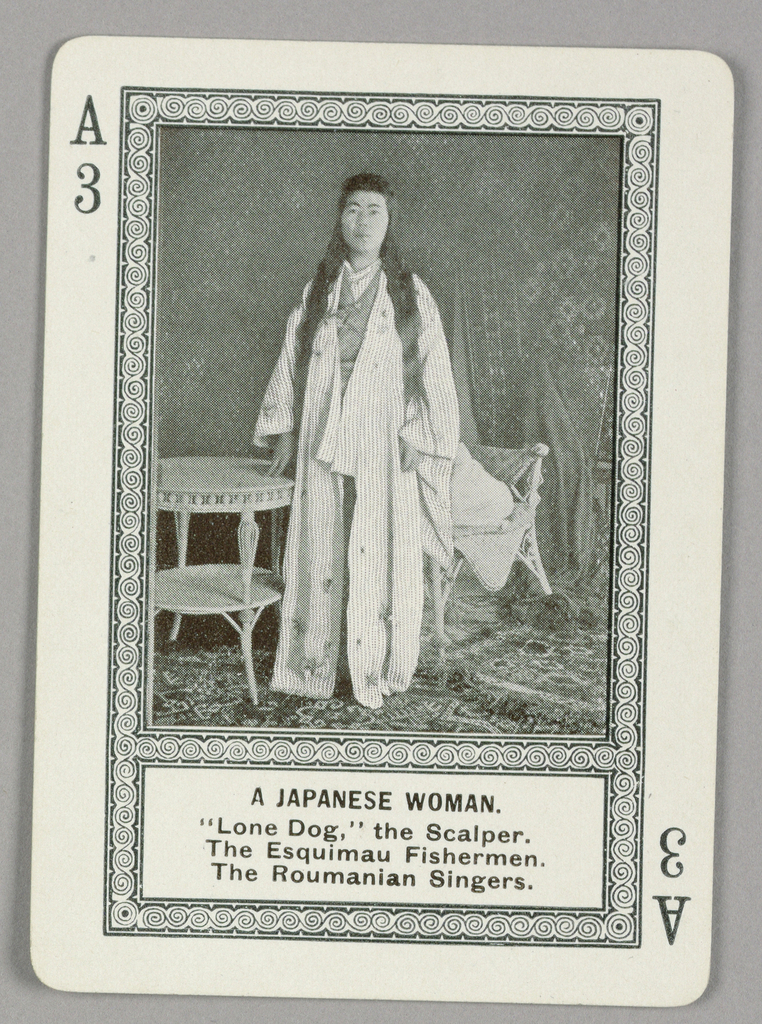 A
3
A JAPANESE WOMAN.
"Lone Dog," the Scalper.
The Esquimau Fishermen.
The Roumanian Singers.
3
A